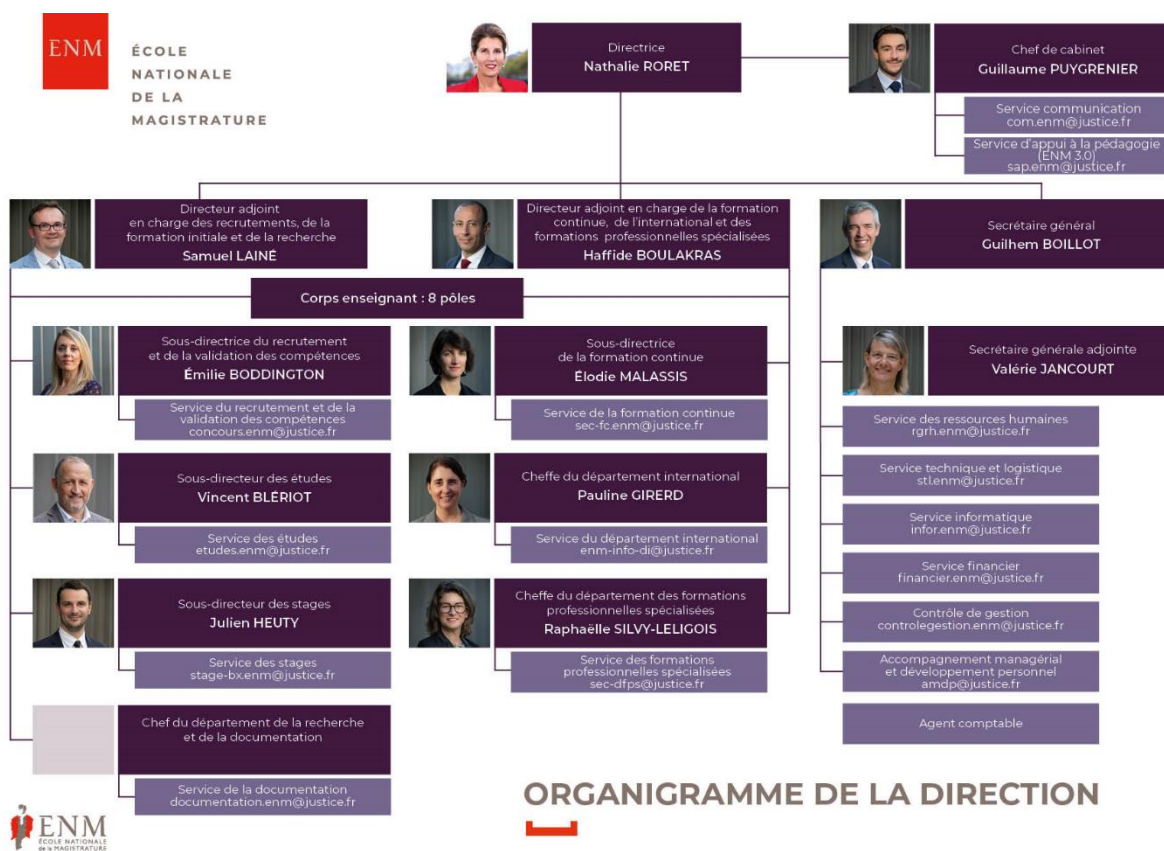 ENM
ÉCOLE
NATIONALE
DE LA
MAGISTRATURE
Directrice
Nathalie RORET
Chef de cabinet
Guillaume PUYGRENIER
Service communication
com.enm@justice.fr
Service d'appui à la pédagogie
(ENM 3.0)
sap.enm@justice.fr
Directeur adjoint
en charge des recrutements, de la
formation initiale et de la recherche
Samuel LAINÉ
Directeur adjoint en charge de la formation
continue, de l'international et des
formations professionnelles spécialisées
Haffide BOULAKRAS
Secrétaire général
Guilhem BOILLOT
Corps enseignant : 8 pôles
Sous-directrice du recrutement
et de la validation des compétences
Émilie BODDINGTON
Service du recrutement et de la
validation des compétences
concours.enm@justice.fr
Sous-directrice
de la formation continue
Élodie MALASSIS
Service de la formation continue
sec-fc.enm@justice.fr
Secrétaire générale adjointe
Valérie JANCOURT
Service des ressources humaines
rgrh.enm@justice.fr
Sous-directeur des études
Vincent BLÉRIOT
Service des études
etudes.enm@justice.fr
Cheffe du département international
Pauline GIRERD
Service du département international
enm-info-di@justice.fr
Service technique et logistique
stl.enm@justice.fr
Service informatique
infor.enm@justice.fr
Service financier
financier.enm@justice.fr
Sous-directeur des stages
Julien HEUTY
Service des stages
stage-bx.enm@justice.fr
Cheffe du département des formations
professionnelles spécialisées
Raphaëlle SILVY-LELIGOIS
Service des formations
professionnelles spécialisées
sec-dfps@justice.fr
Contrôle de gestion
controlegestion.enm@justice.fr
Accompagnement managérial
et développement personnel
amdp@justice.fr
Agent comptable
Chef du département de la recherche
et de la documentation
Service de la documentation
documentation.enm@justice.fr
ORGANIGRAMME DE LA DIRECTION
ENM
ÉCOLE NATIONALE
de la MAGISTRATURE